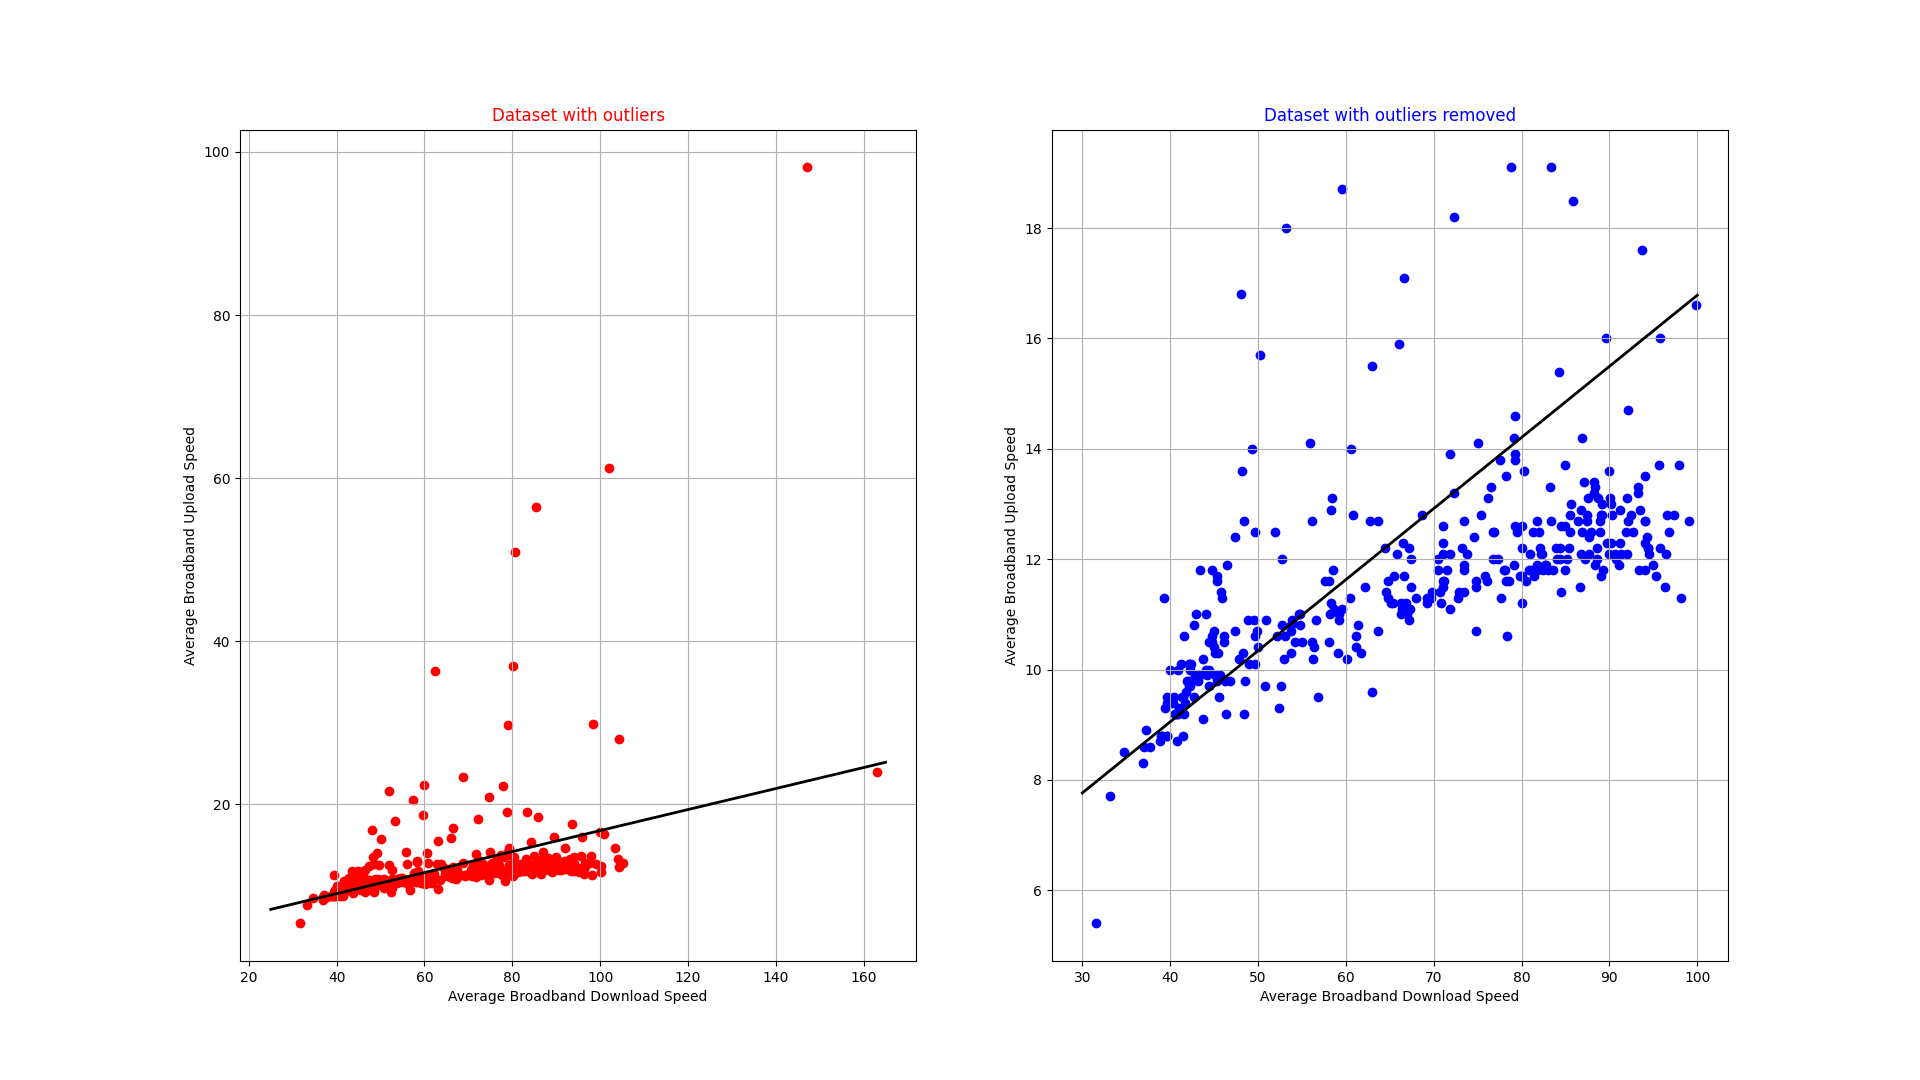 Dataset with outliers
100
80
60
40
20
Average Broadband Upload Speed
20 40 60 80 100 120 140 160
Average Broadband Download Speed
Dataset with outliers removed
18
16
14
12
10
8
6
Average Broadband Upload Speed
30 40 50 60 70 80 90 100
Average Broadband Download Speed